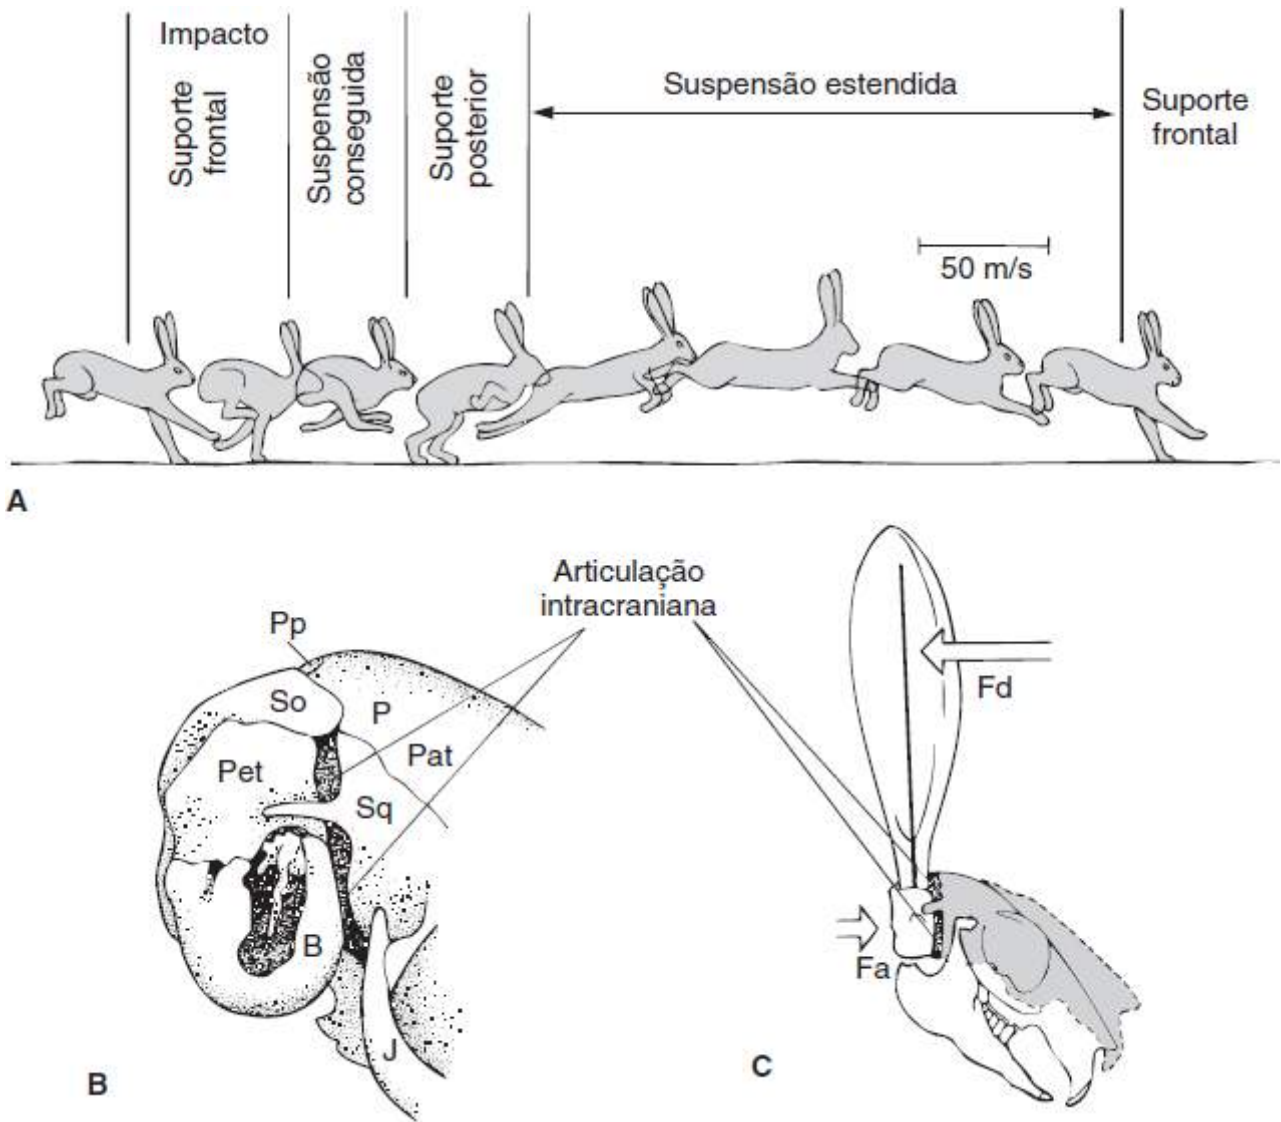 Impacto
Suporte
frontal
Suspensão
conseguida
Suporte
posterior
Suspensão estendida
Suporte
frontal
50 m/s
A
Articulação
intracraniana
Pp
So
P
Pat
Pet
Sq
B
J
B
Fd
Fa
C